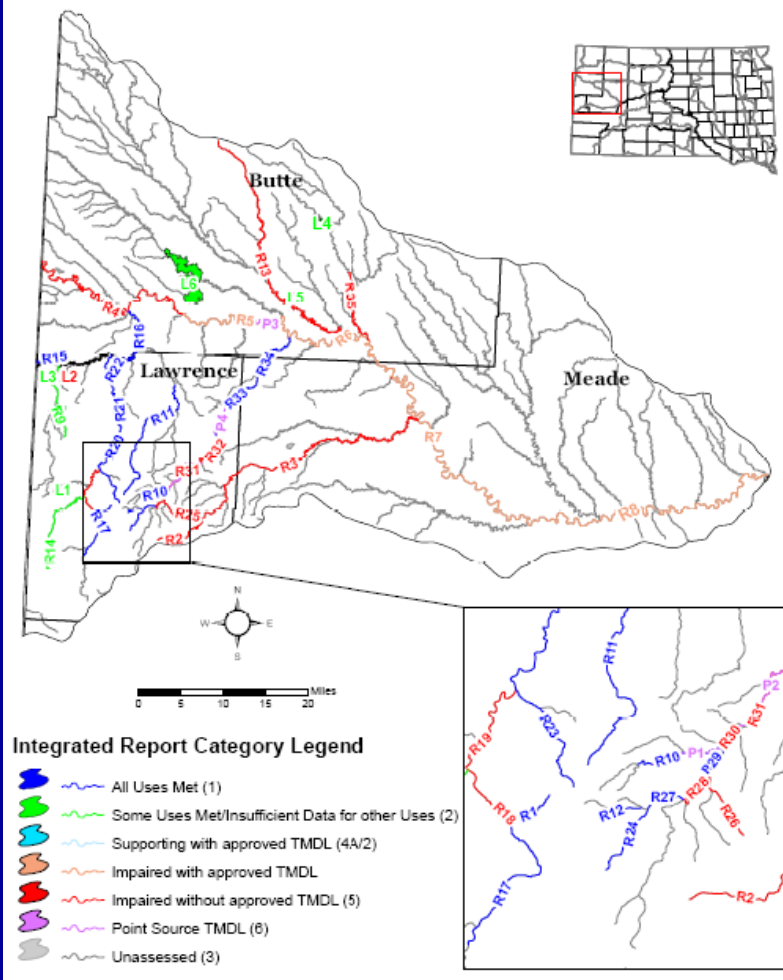 Butte
L4
L6
L5
R13
R35
R4
R5
P3
R6
R16
R15
R22
Lawrence
R34
Meade
L3
L2
R9
R21
R11
R33
P4
R20
R7
R31
R32
R3
L1
R10
R25
R17
R2
R8
R14
N
W
E
S
0 5 10 15 20
Miles
Integrated Report Category Legend
All Uses Met (1)
Some Uses Met/Insufficient Data for other Uses (2)
Supporting with approved TMDL (4A/2)
Impaired with approved TMDL
Impaired without approved TMDL (5)
Point Source TMDL (6)
Unassessed (3)
R11
P2
R31
R23
R30
R19
P1
R10
R29
R28
R27
R18
R1
R12
R26
R24
R17
R2